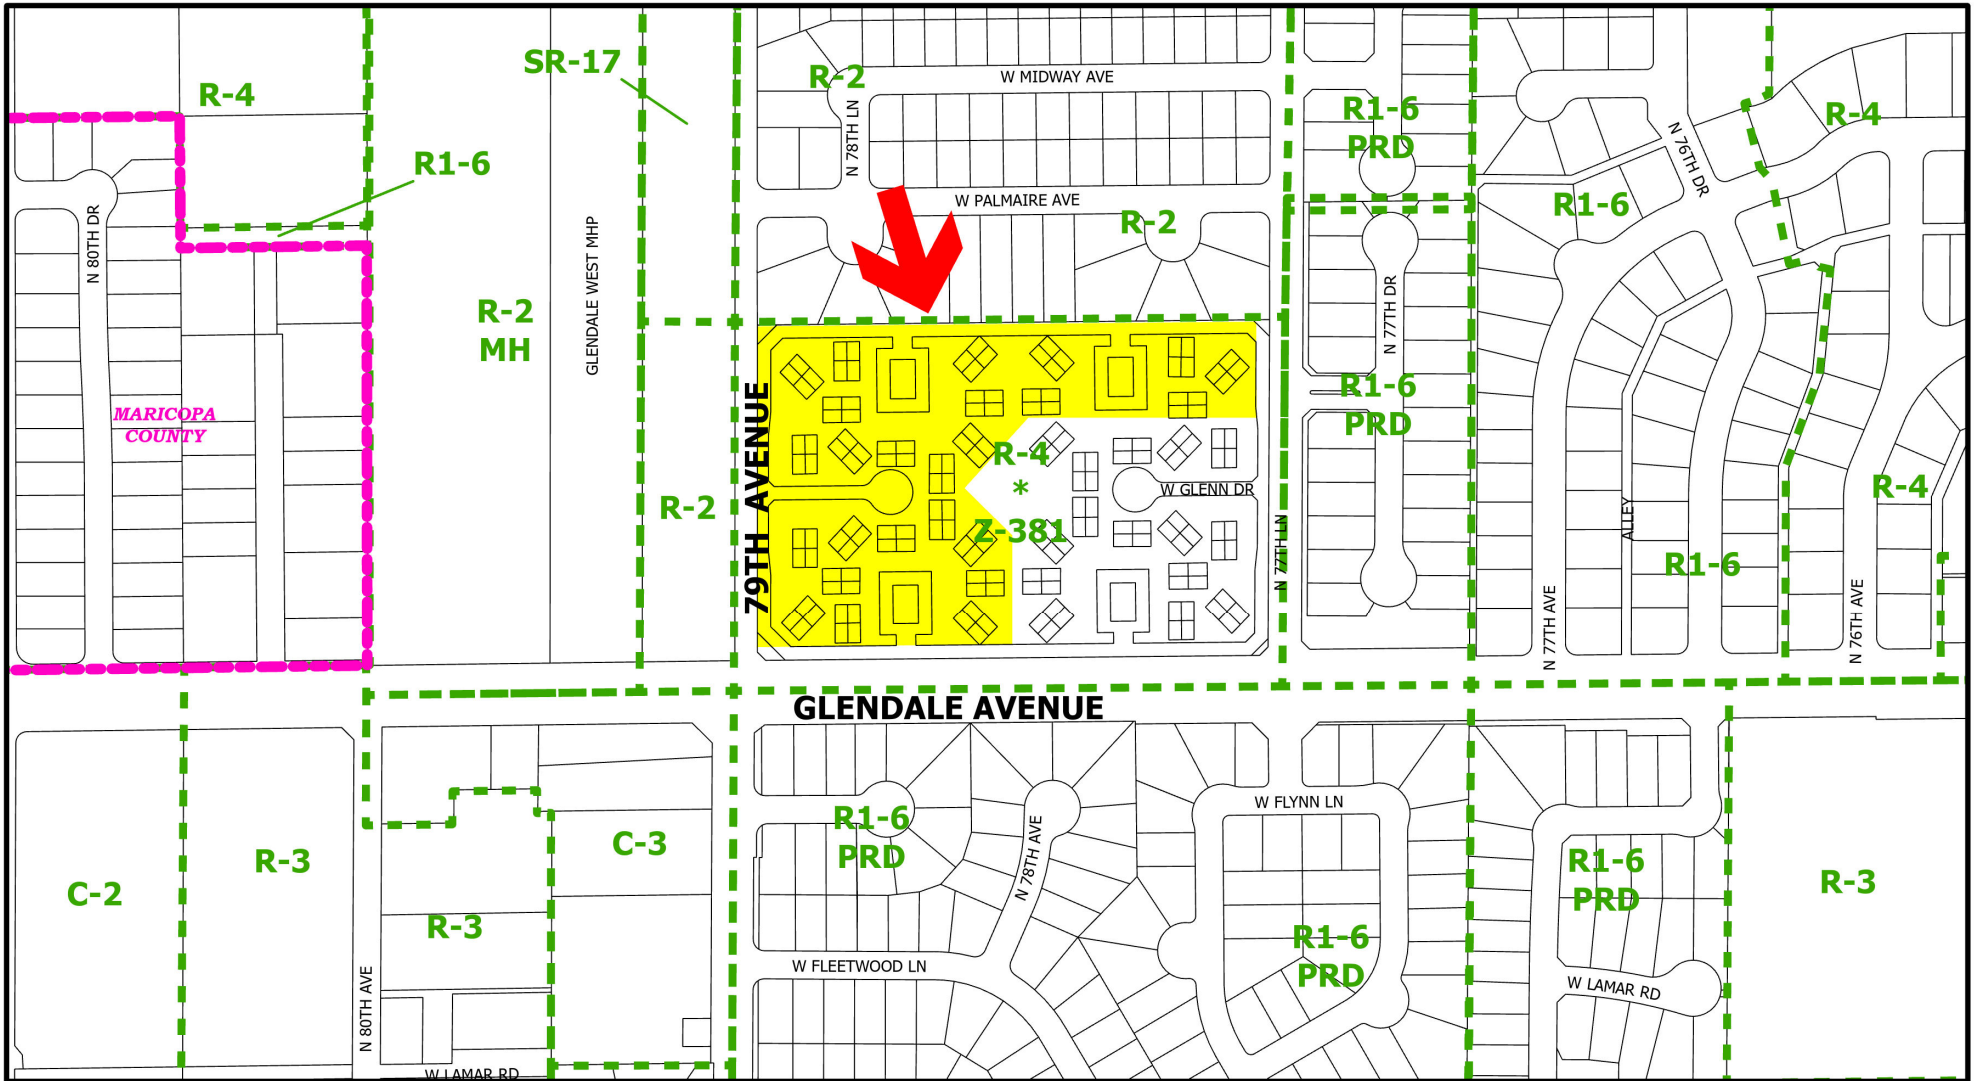 SR-17
R-4
R-2
W MIDWAY AVE
R1-6
PRD
R-4
N 78TH LN
N 76TH DR
R1-6
W PALMAIRE AVE
R1-6
R-2
N 80TH DR
GLENDALE WEST MHP
N 77TH DR
R-2
MH
R1-6
PRD
MARICOPA
COUNTY
79TH AVENUE
R-4
*
Z-381
W GLENN DR
R-2
N 77TH LN
ALLEY
R-4
R1-6
N 77TH AVE
N 76TH AVE
GLENDALE AVENUE
W FLYNN LN
R1-6
PRD
N 78TH AVE
C-3
R-3
C-2
R-3
R1-6
PRD
R-3
R1-6
PRD
W FLEETWOOD LN
N 80TH AVE
W LAMAR RD
W LAMAR RD